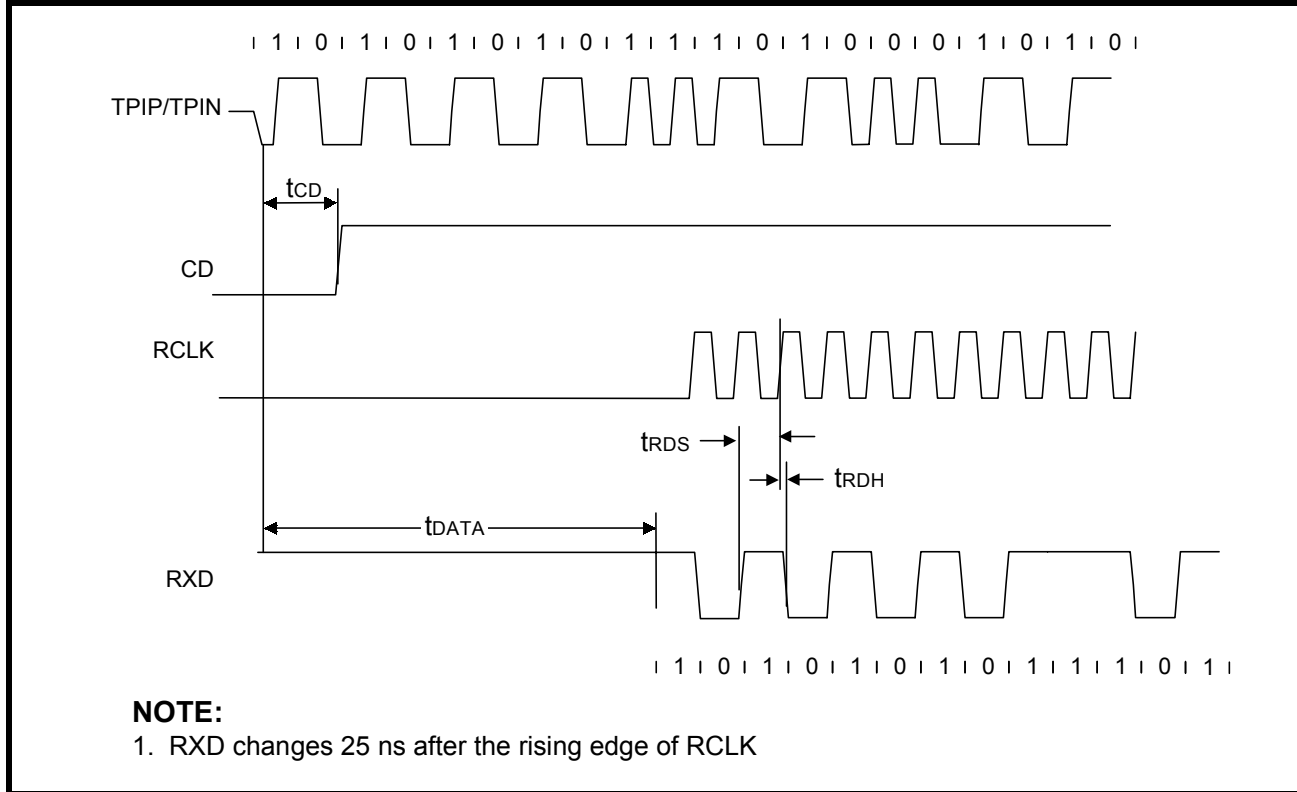 ı 1 ı 0 ı 1 ı 0 ı 1 ı 0 ı 1 ı 0 ı 1 ı 1 ı 1 ı 0 ı 1 ı 0 ı 0 ı 0 ı 1 ı 0 ı 1 ı 0 ı
TPIP/TPIN
tCD
CD
RCLK
tRDS
tRDH
tDATA
RXD
ı 1 ı 0 ı 1 ı 0 ı 1 ı 0 ı 1 ı 0 ı 1 ı 1 ı 1 ı 0 ı 1 ı
NOTE:
1. RXD changes 25 ns after the rising edge of RCLK